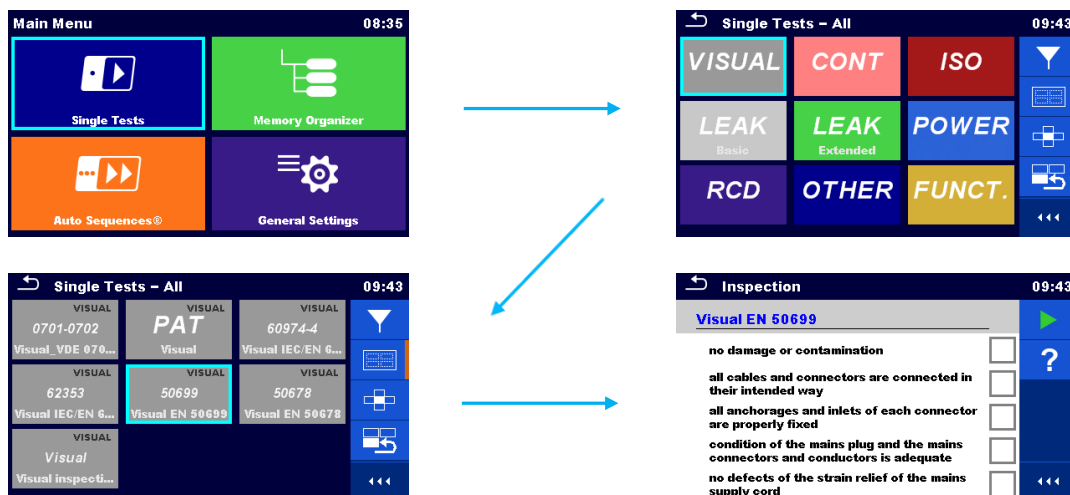 Main Menu 08:35
Single Tests
Memory Organizer
Auto Sequences®
General Settings
Single Tests – All 09:43
VISUAL
CONT
ISO
LEAK
Basic
LEAK
Extended
POWER
RCD
OTHER
FUNCT.
Single Tests – All 09:43
VISUAL
0701-0702
Visual_VDE 070...
VISUAL
PAT
Visual
VISUAL
60974-4
Visual IEC/EN 6...
VISUAL
62353
Visual IEC/EN 6...
VISUAL
50699
Visual EN 50699
VISUAL
50678
Visual EN 50678
VISUAL
Visual
Visual inspecti...
Inspection 09:43
Visual EN 50699
no damage or contamination
all cables and connectors are connected in
their intended way
all anchorages and inlets of each connector
are properly fixed
condition of the mains plug and the mains
connectors and conductors is adequate
no defects of the strain relief of the mains
supply cord
?